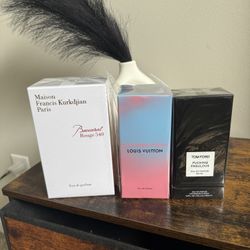 Maison
Francis Kurkdjian
Paris
Baccarat
Rouge 540
Eau de parfum
LOUIS VUITTON
TOM FORD
FUCKING
FABULOUS